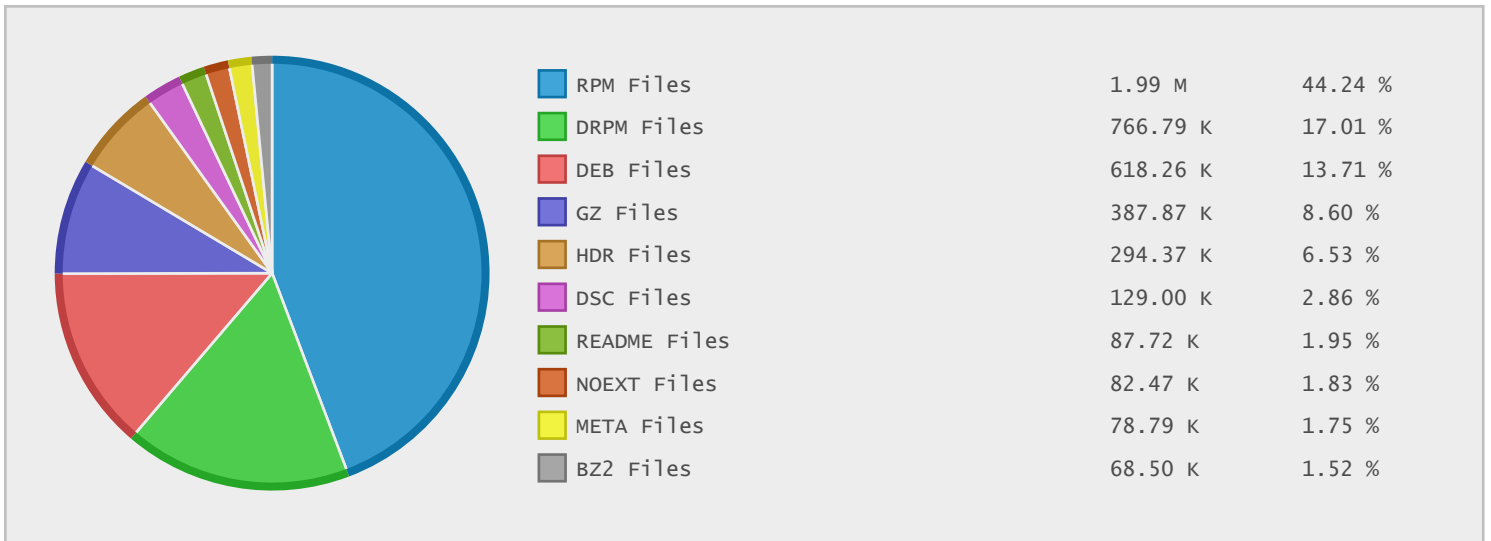 RPM Files 1.99 M 44.24 %
DRPM Files 766.79 K 17.01 %
DEB Files 618.26 K 13.71 %
GZ Files 387.87 K 8.60 %
HDR Files 294.37 K 6.53 %
DSC Files 129.00 K 2.86 %
README Files 87.72 K 1.95 %
NOEXT Files 82.47 K 1.83 %
META Files 78.79 K 1.75 %
BZ2 Files 68.50 K 1.52 %